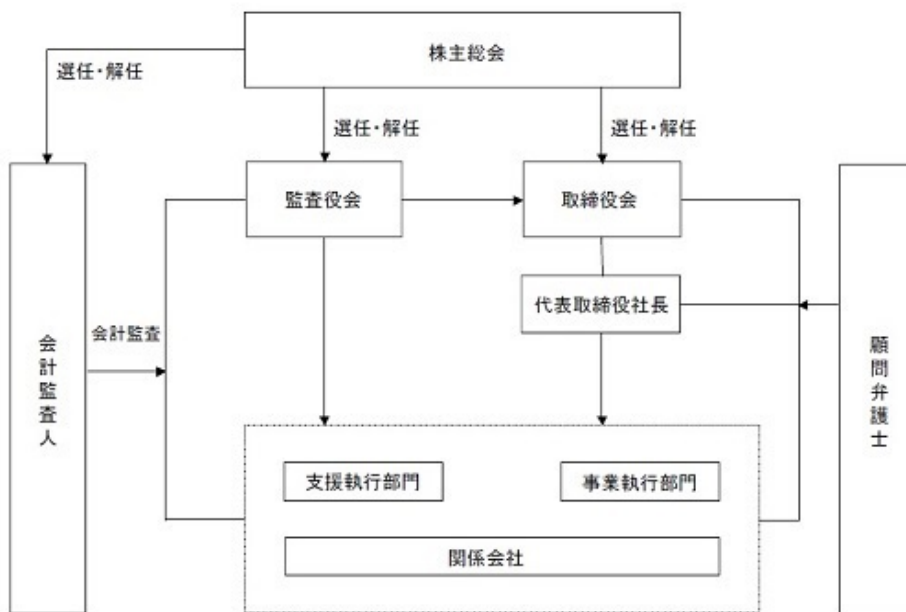 株主総会
選任・解任
選任・解任
選任・解任
監査役会
取締役会
代表取締役社長
会計監査
会計監査人
顧問弁護士
支援執行部門
事業執行部門
関係会社